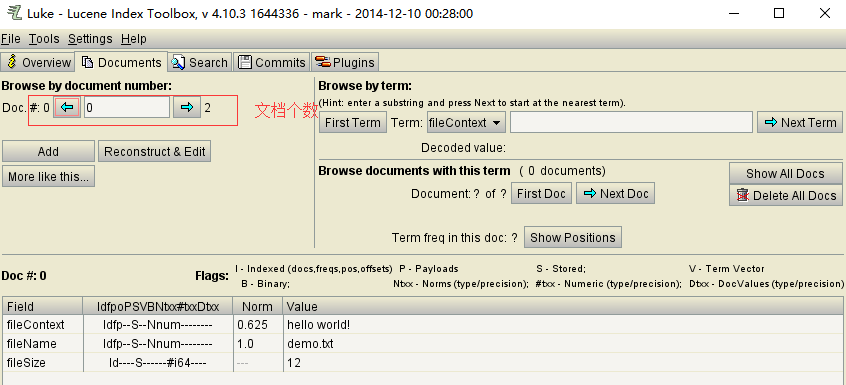 Luke - Lucene Index Toolbox, v 4.10.3 1644336 - mark - 2014-12-10 00:28:00
File Tools Settings Help
Overview Documents Search Commits Plugins
Browse by document number:
Doc. #: 0 0 2 文档个数
Add Reconstruct & Edit
More like this...
Browse by term:
(Hint: enter a substring and press Next to start at the nearest term).
First Term Term: fileContext Next Term
Decoded value:
Browse documents with this term ( 0 documents) Show All Docs
Document: ? of ? First Doc Next Doc Delete All Docs
Term freq in this doc: ? Show Positions
Doc #: 0 Flags: I - Indexed (docs,freqs,pos,offsets) P - Payloads S - Stored; V - Term Vector
B - Binary; Ntxx - Norms (type/precision); #txx - Numeric (type/precision); Dtxx - DocValues (type/precision)
Field IdfpoPSVBNtxx#txxDtxx Norm Value
fileContext Idfp--S--Nnum-------- 0.625 hello world!
fileName Idfp--S--Nnum-------- 1.0 demo.txt
fileSize Id----S------#i64---- --- 12